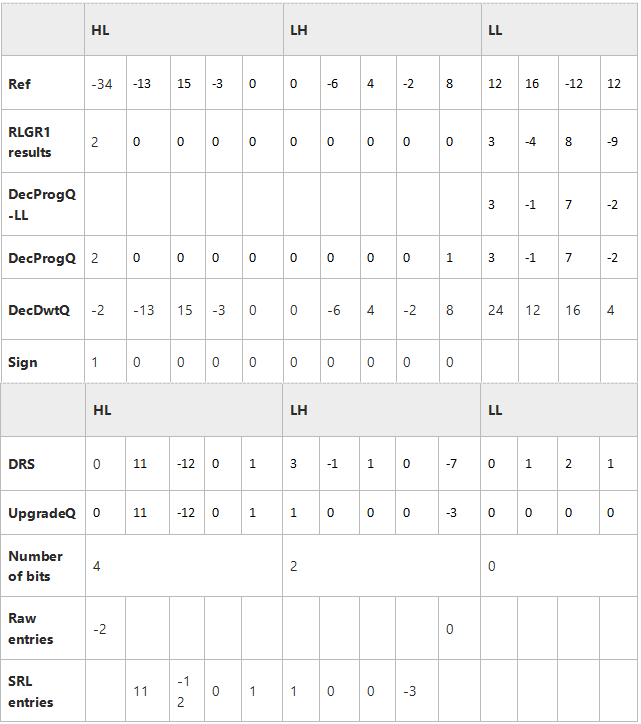 HL LH LL
Ref -34 -13 15 -3 0 0 -6 4 -2 8 12 16 -12 12
RLGR1
results 2 0 0 0 0 0 0 0 0 0 3 -4 8 -9
DecProgQ
-LL 3 -1 7 -2
DecProgQ 2 0 0 0 0 0 0 0 0 1 3 -1 7 -2
DecDwtQ -2 -13 15 -3 0 0 -6 4 -2 8 24 12 16 4
Sign 1 0 0 0 0 0 0 0 0 0
HL LH LL
DRS 0 11 -12 0 1 3 -1 1 0 -7 0 1 2 1
UpgradeQ 0 11 -12 0 1 1 0 0 0 -3 0 0 0 0
Number
of bits 4 2 0
Raw
entries -2 0
SRL
entries 11 -1
2 0 1 1 0 0 -3